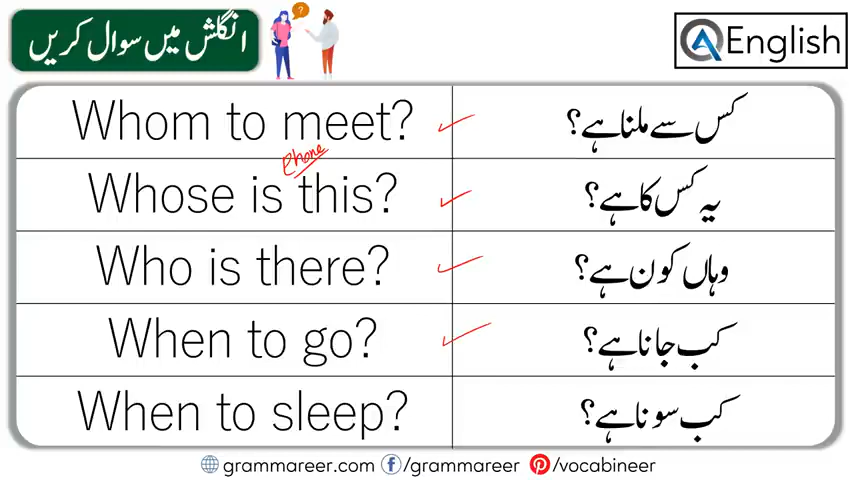 انگلش میں سوال کریں
?
AQ English
Whom to meet? کس سے ملنا ہے؟
Phone
Whose is this? یہ کس کا ہے؟
Who is there? وہاں کون ہے؟
When to go? کب جانا ہے؟
When to sleep? کب سونا ہے؟
grammareer.com f/grammareer /vocabineer